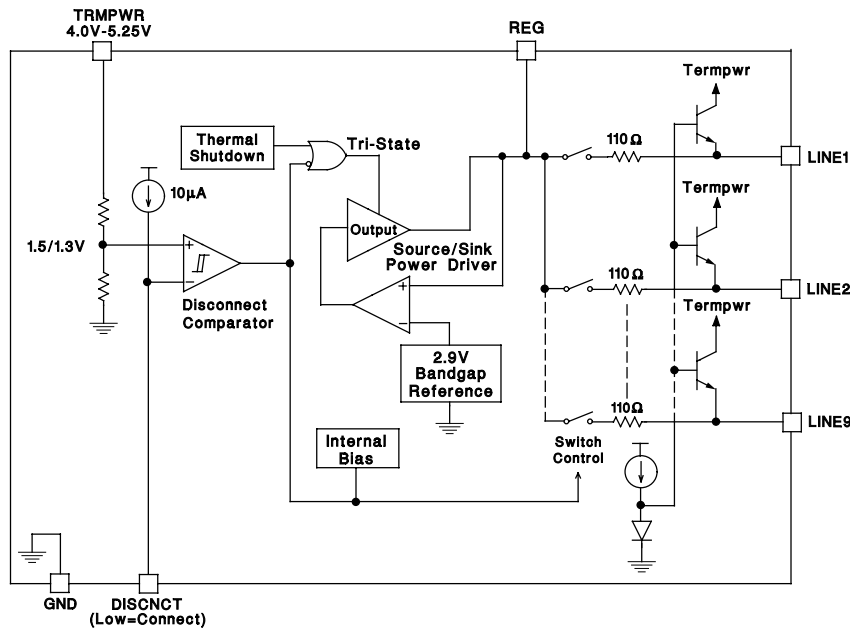 TRMPWR
4.0V-5.25V
REG
Termpwr
Thermal
Shutdown
Tri-State
110Ω
LINE1
10μA
Termpwr
1.5/1.3V
+
−
Output
Source/Sink
Power Driver
Disconnect
Comparator
110Ω
LINE2
+
−
Termpwr
2.9V
Bandgap
Reference
110Ω
LINE9
Internal
Bias
Switch
Control
GND
DISCNCT
(Low=Connect)